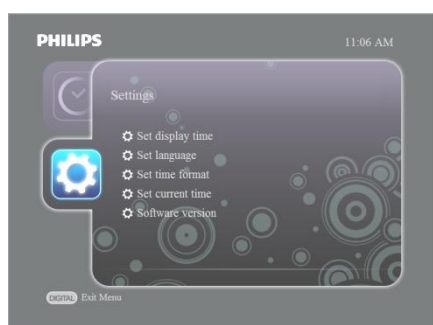 PHILIPS
11:06 AM
Settings
Set display time
Set language
Set time format
Set current time
Software version
DIGITAL Exit Menu